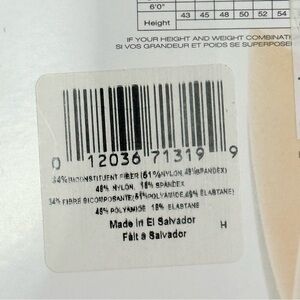 6'0"
Height 43 45 48 50 52 54
IF YOUR HEIGHT AND WEIGHT
SI VOS GRANDEUR ET POIDS SE
0 12036 71319 9
34% BICONSTITUENT FIBER (51% NYLON, 49% SPANDEX)
48% NYLON, 18% SPANDEX
34% FIBRE BICOMPOSANTE (51% POLYAMIDE, 49% ELASTANE)
48% POLYAMIDE 18% ELASTANE
Made in El Salvador
Fait à Salvador H